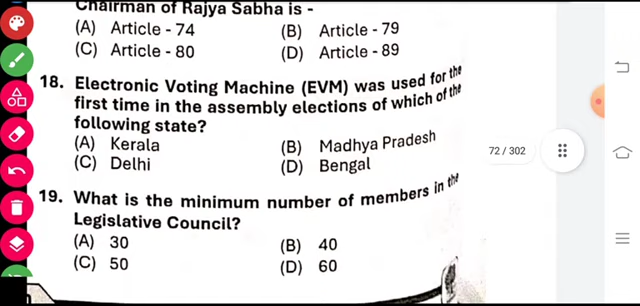 Chairman of Rajya Sabha is -
(A) Article - 74 (B) Article - 79
(C) Article - 80 (D) Article - 89
18. Electronic Voting Machine (EVM) was used for the
first time in the assembly elections of which of the
following state?
(A) Kerala (B) Madhya Pradesh
(C) Delhi (D) Bengal
72 / 302
19. What is the minimum number of members in the
Legislative Council?
(A) 30 (B) 40
(C) 50 (D) 60